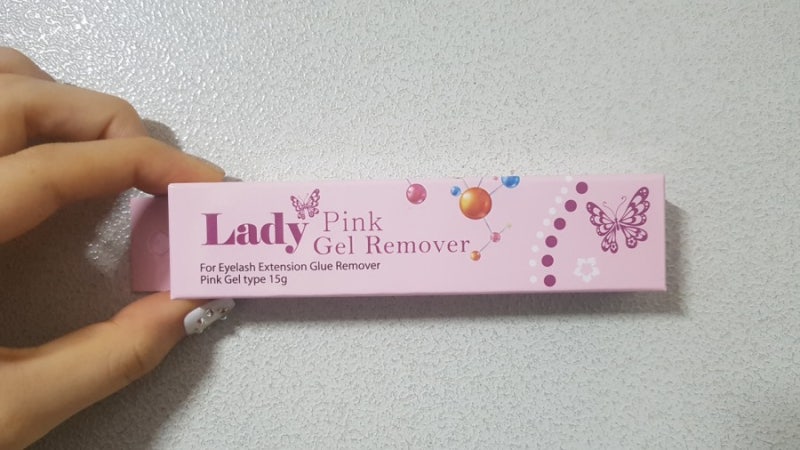 Lady Pink
Gel Remover
For Eyelash Extension Glue Remover
Pink Gel type 15g